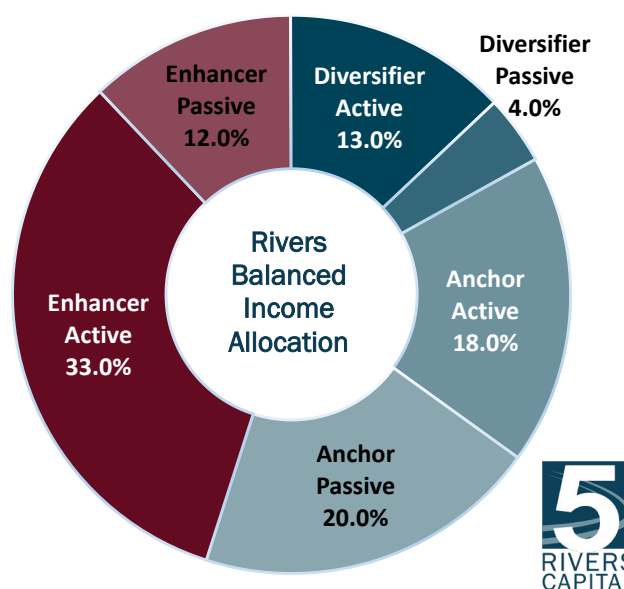 Enhancer
Passive
12.0%
Diversifier
Active
13.0%
Diversifier
Passive
4.0%
Rivers
Balanced
Income
Allocation
Enhancer
Active
33.0%
Anchor
Active
18.0%
Anchor
Passive
20.0%
5
RIVERS
CAPITA